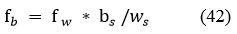 f_b = f_w * b_s / w_s (42)